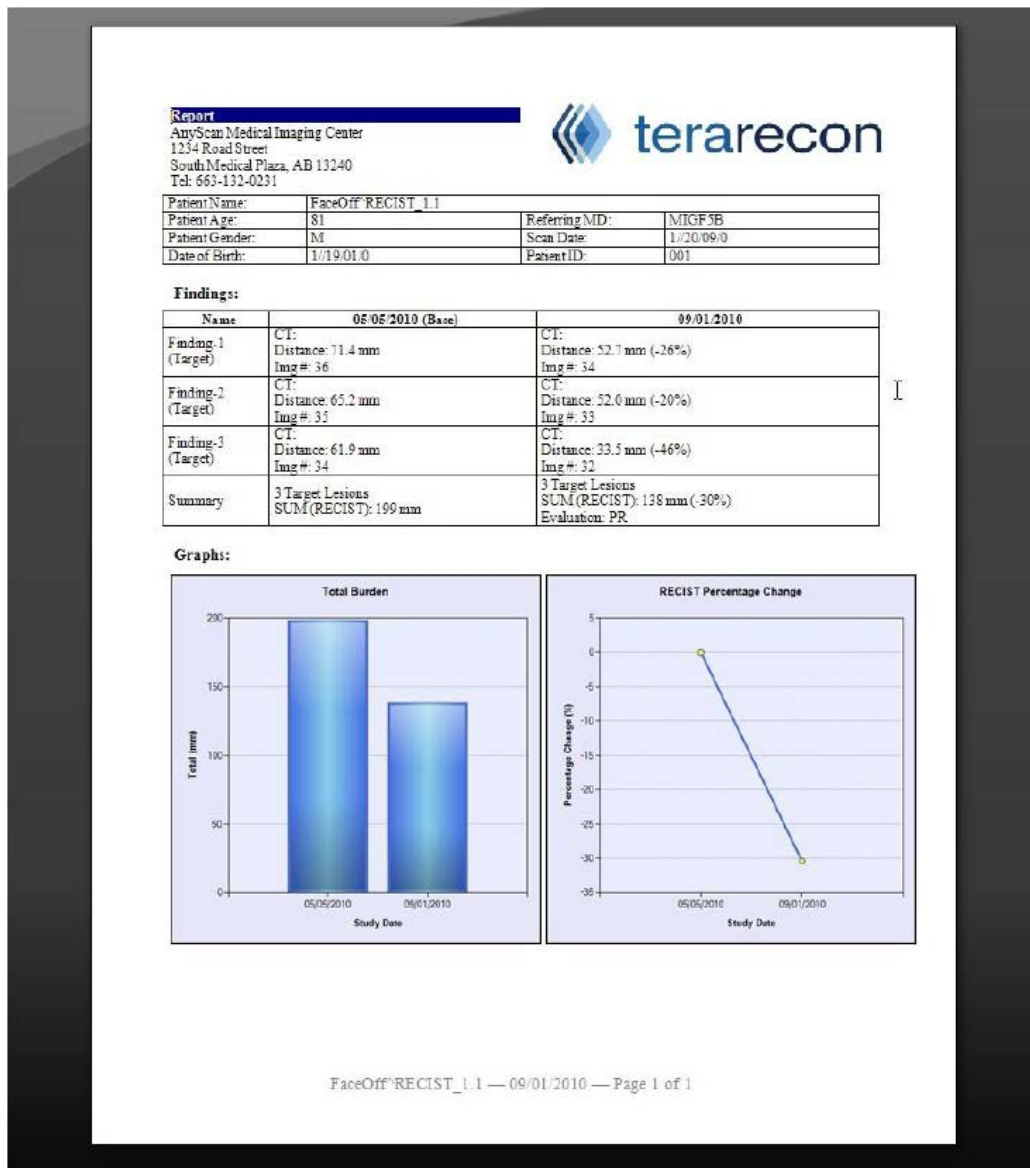 Report
AnyScan Medical Imaging Center
1234 Road Street
South Medical Plaza, AB 13240
Tel: 663-132-0231
terarecon
Patient Name: FaceOff^RECIST_1.1
Patient Age: 81 Referring MD: MIGF5B
Patient Gender: M Scan Date: 1//20/09/0
Date of Birth: 1//19/01/0 Patient ID: 001
Findings:
Name 05/05/2010 (Base) 09/01/2010
Finding-1 (Target)
CT:
Distance: 71.4 mm
Img #: 36
CT:
Distance: 52.7 mm (-26%)
Img #: 34
Finding-2 (Target)
CT:
Distance: 65.2 mm
Img #: 35
CT:
Distance: 52.0 mm (-20%)
Img #: 33
Finding-3 (Target)
CT:
Distance: 61.9 mm
Img #: 34
CT:
Distance: 33.5 mm (-46%)
Img #: 32
Summary
3 Target Lesions
SUM (RECIST): 199 mm
3 Target Lesions
SUM (RECIST): 138 mm (-30%)
Evaluation: PR
Graphs:
Total Burden
200
150
100
50
0
Total (mm)
05/05/2010 09/01/2010
Study Date
RECIST Percentage Change
5
0
-5
-10
-15
-20
-25
-30
-35
Percentage Change (%)
05/05/2010 09/01/2010
Study Date
FaceOff^RECIST_1.1 — 09/01/2010 — Page 1 of 1